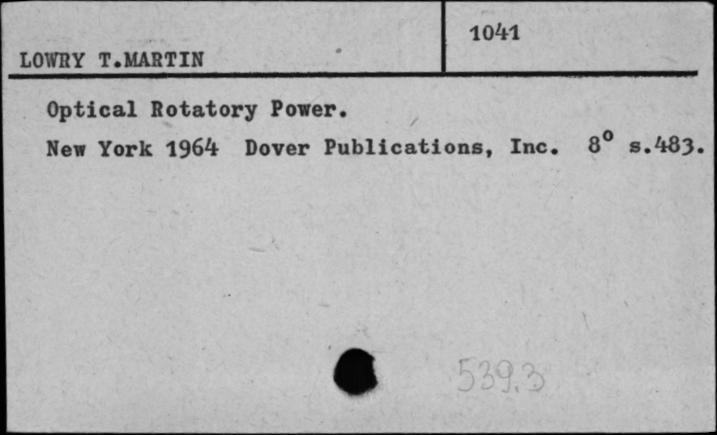 1041
LOWRY T.MARTIN
Optical Rotatory Power.
New York 1964 Dover Publications, Inc. 8° s.483.
539.3